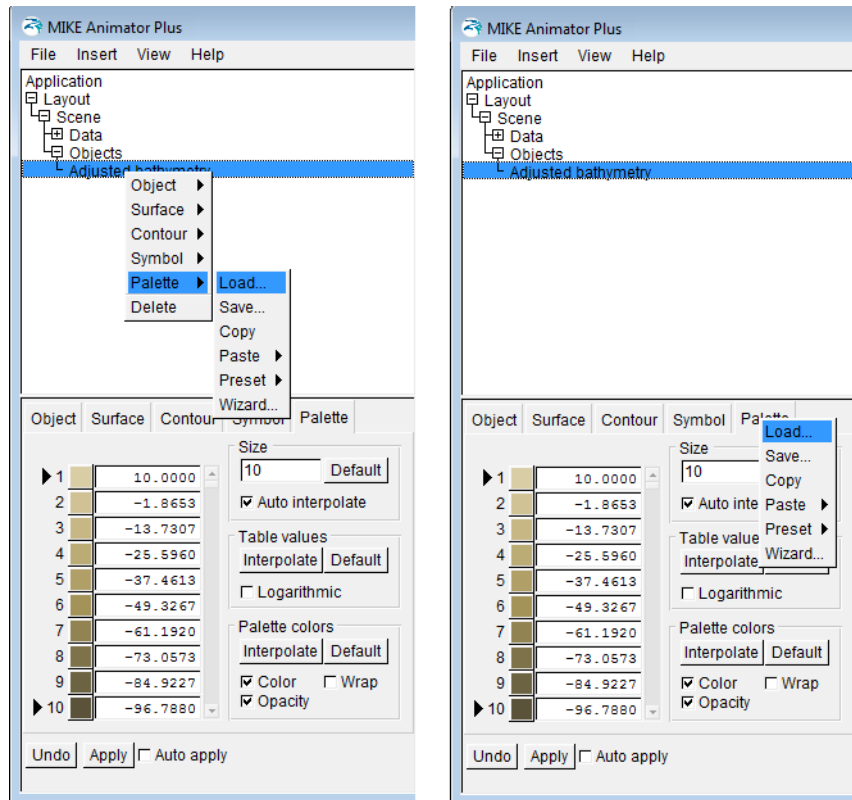 MIKE Animator Plus
File Insert View Help
Application
Layout
Scene
Data
Objects
Adjusted bathymetry
Object
Surface
Contour
Symbol
Palette
Delete
Load...
Save...
Copy
Paste
Preset
Wizard...
Object Surface Contour Symbol Palette
1 10.0000
2 -1.8653
3 -13.7307
4 -25.5960
5 -37.4613
6 -49.3267
7 -61.1920
8 -73.0573
9 -84.9227
10 -96.7880
Size
10 Default
Auto interpolate
Table values
Interpolate Default
Logarithmic
Palette colors
Interpolate Default
Color Wrap
Opacity
Undo Apply Auto apply
MIKE Animator Plus
File Insert View Help
Application
Layout
Scene
Data
Objects
Adjusted bathymetry
Object Surface Contour Symbol Palette
Load...
Save...
Copy
Paste
Preset
Wizard...
1 10.0000
2 -1.8653
3 -13.7307
4 -25.5960
5 -37.4613
6 -49.3267
7 -61.1920
8 -73.0573
9 -84.9227
10 -96.7880
Size
10
Auto inte
Table value
Interpolate
Logarithmic
Palette colors
Interpolate Default
Color Wrap
Opacity
Undo Apply Auto apply